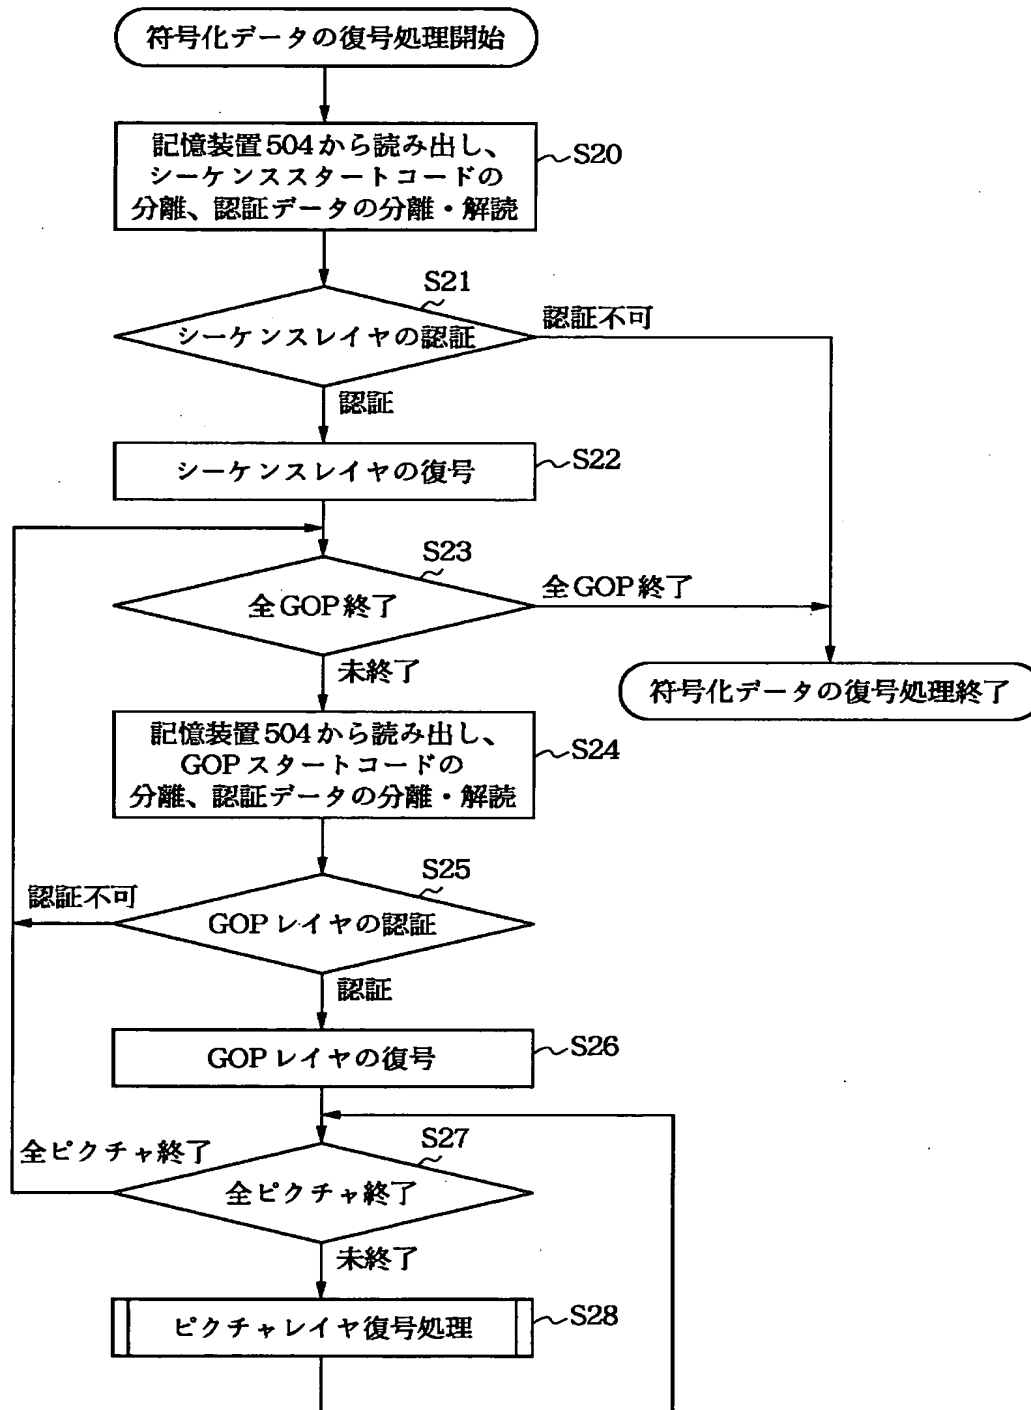 符号化データの復号処理開始
記憶装置504から読み出し、
シーケンススタートコードの
分離、認証データの分離・解読
S20
S21
シーケンスレイヤの認証
認証不可
認証
シーケンスレイヤの復号
S22
S23
全GOP終了
全GOP終了
未終了
符号化データの復号処理終了
記憶装置504から読み出し、
GOPスタートコードの
分離、認証データの分離・解読
S24
S25
認証不可
GOPレイヤの認証
認証
GOPレイヤの復号
S26
S27
全ピクチャ終了
全ピクチャ終了
未終了
ピクチャレイヤ復号処理
S28